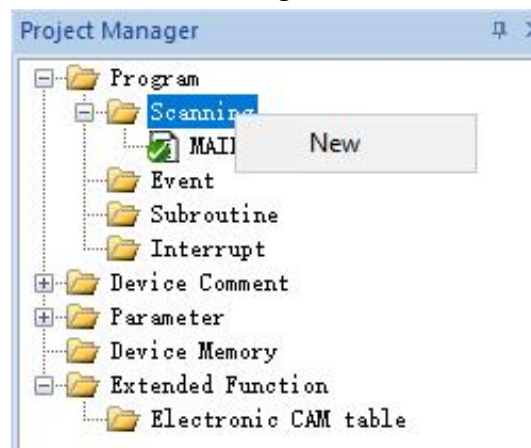 Project Manager
Program
Scanning
New
Event
Subroutine
Interrupt
Device Comment
Parameter
Device Memory
Extended Function
Electronic CAM table